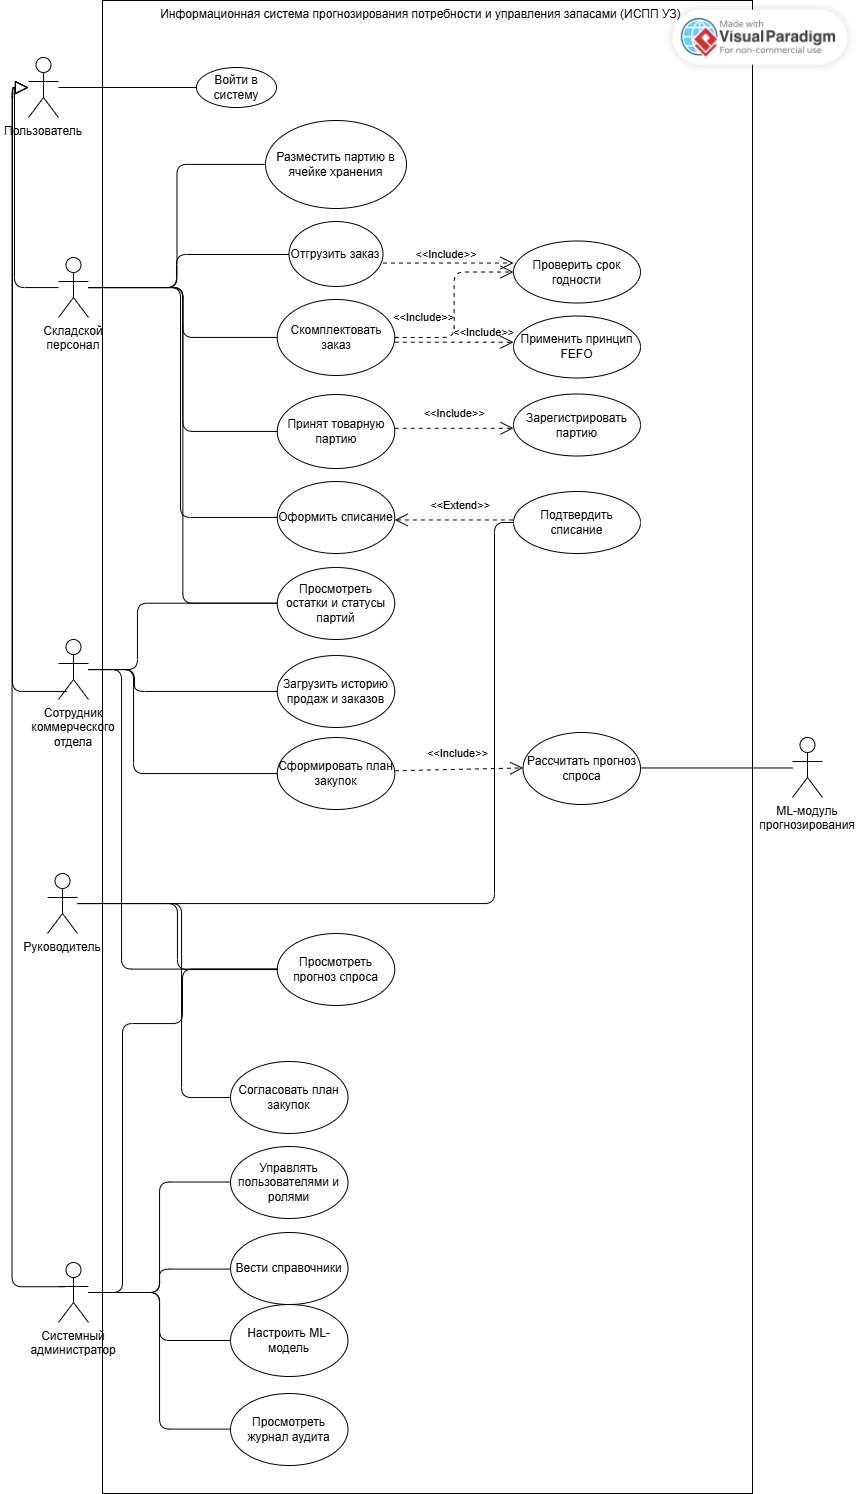 Информационная система прогнозирования потребности и управления запасами (ИСПП УЗ)
Made with
VisualParadigm
For non-commercial use
Войти в
систему
Пользователь
Разместить партию в
ячейке хранения
Отгрузить заказ
<<Include>>
Проверить срок
годности
Складской
персонал
Скомплектовать
заказ
<<Include>>
<<Include>>
Применить принцип
FEFO
Принят товарную
партию
<<Include>>
Зарегистрировать
партию
Оформить списание
<<Extend>>
Подтвердить
списание
Просмотреть
остатки и статусы
партий
Сотрудник
коммерческого
отдела
Загрузить историю
продаж и заказов
Сформировать план
закупок
<<Include>>
Рассчитать прогноз
спроса
ML-модуль
прогнозирования
Руководитель
Просмотреть
прогноз спроса
Согласовать план
закупок
Управлять
пользователями и
ролями
Вести справочники
Системный
администратор
Настроить ML-
модель
Просмотреть
журнал аудита